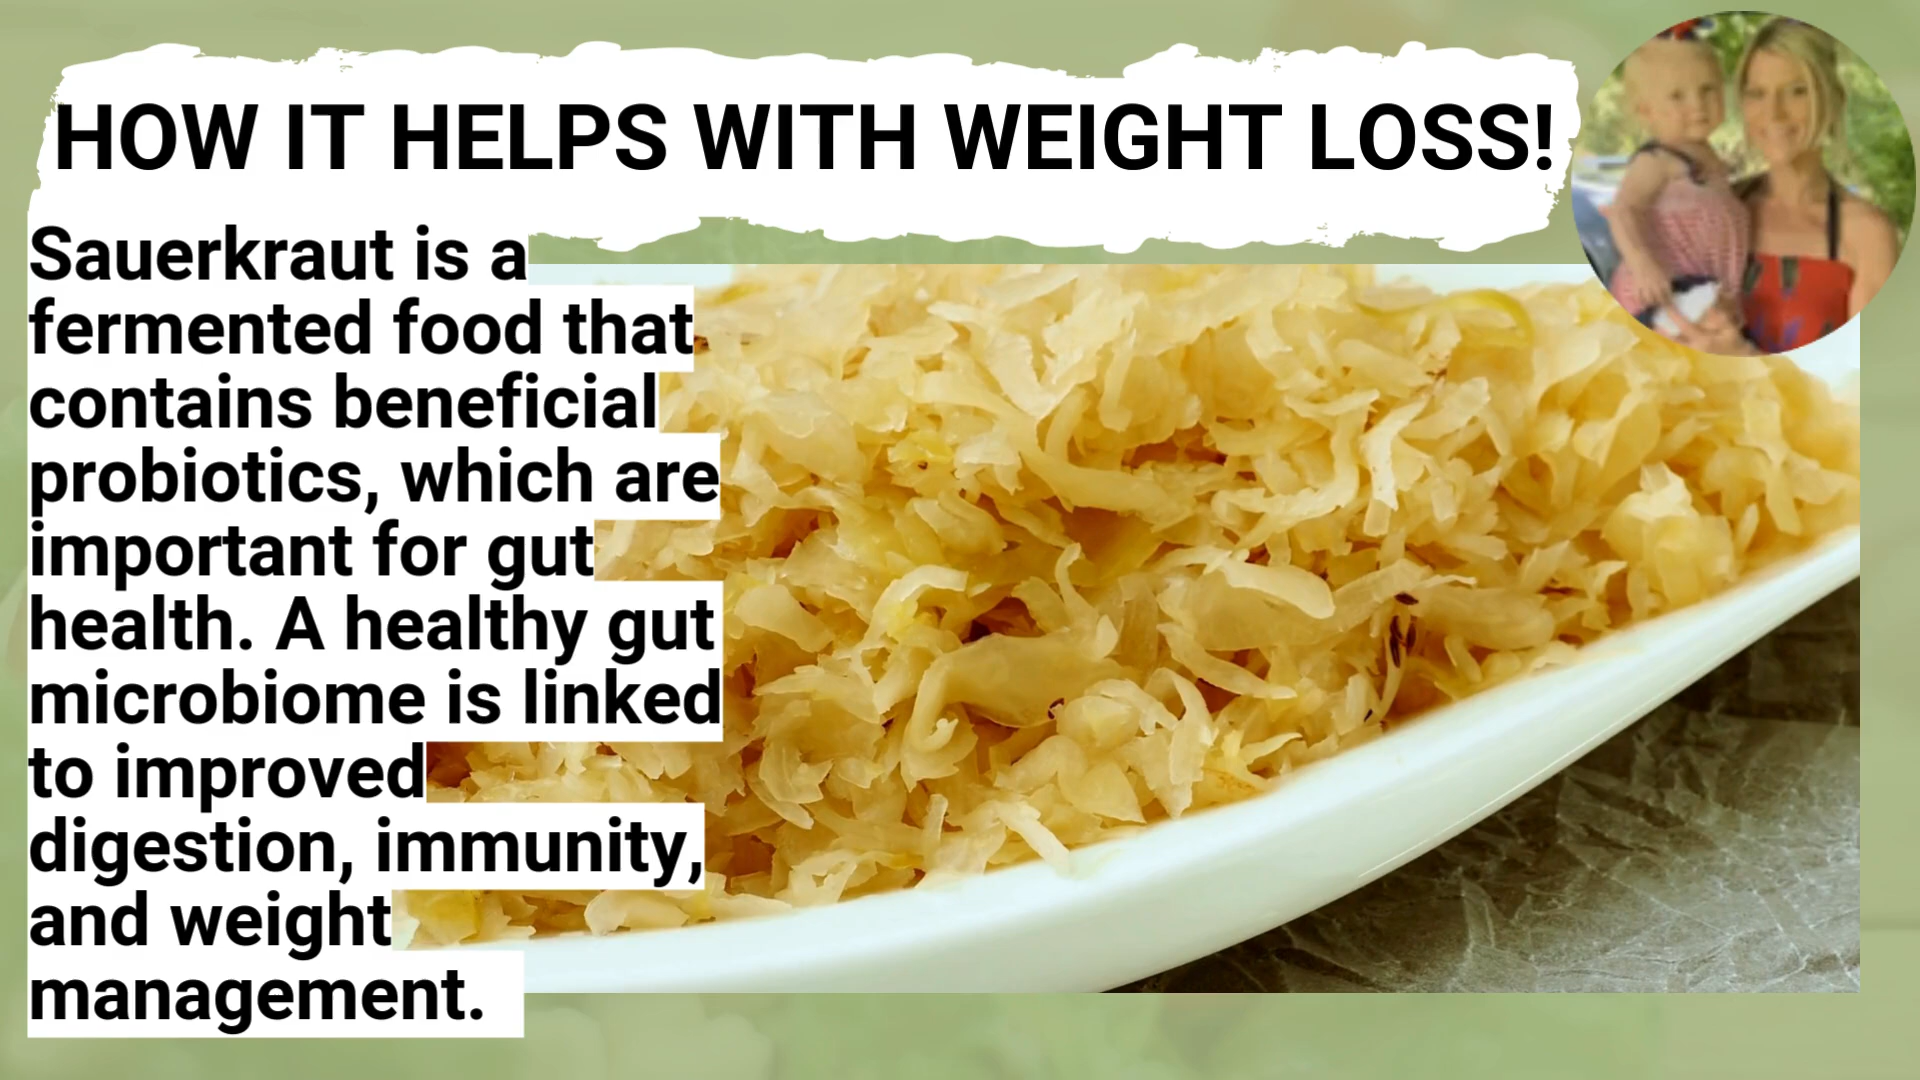 HOW IT HELPS WITH WEIGHT LOSS!
Sauerkraut is a
fermented food that
contains beneficial
probiotics, which are
important for gut
health. A healthy gut
microbiome is linked
to improved
digestion, immunity,
and weight
management.